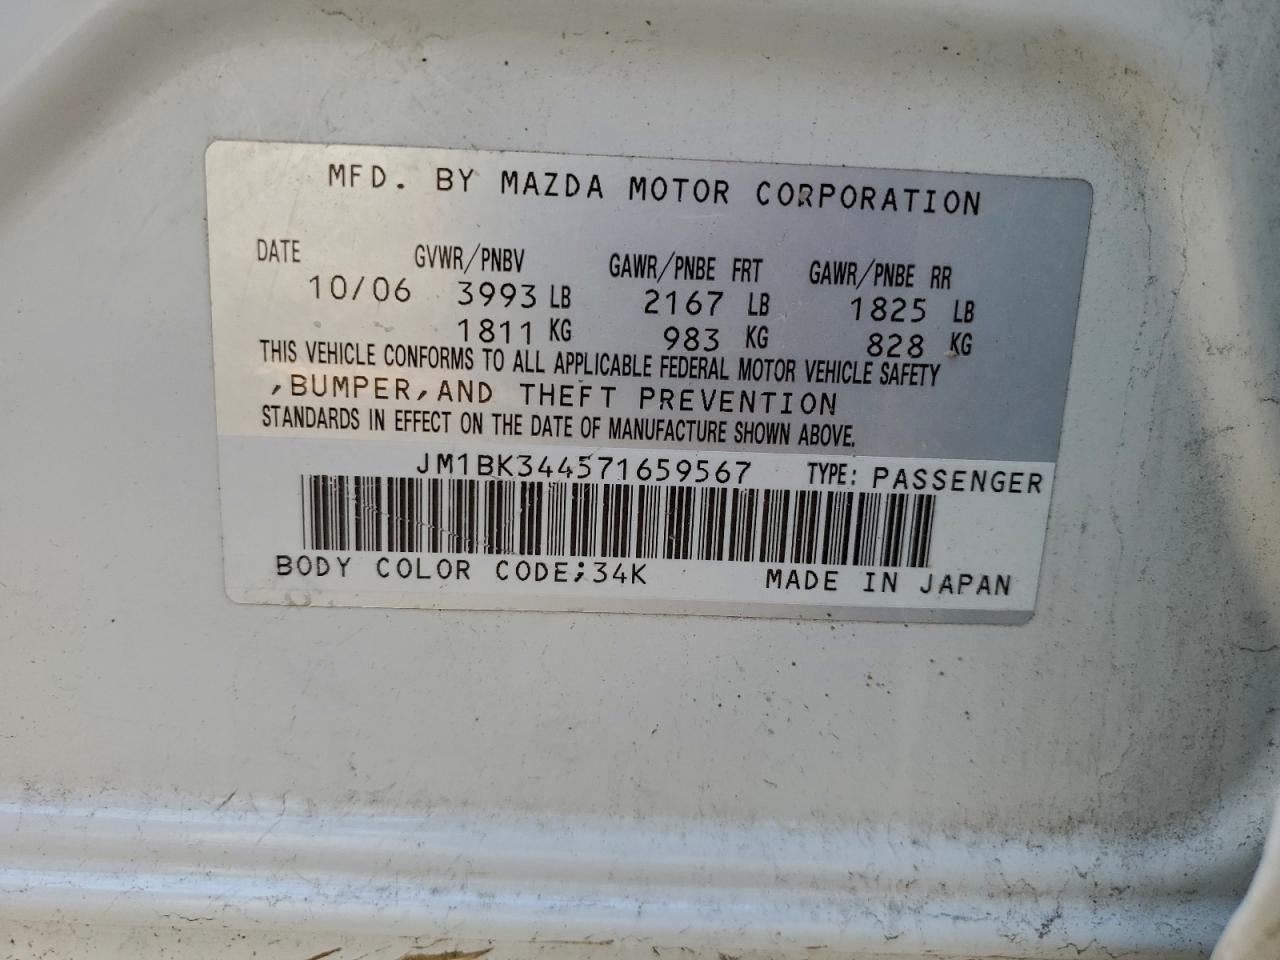 MFD. BY MAZDA MOTOR CORPORATION
DATE GVWR/PNBV GAWR/PNBE FRT GAWR/PNBE RR
10/06 3993 LB 2167 LB 1825 LB
1811 KG 983 KG 828 KG
THIS VEHICLE CONFORMS TO ALL APPLICABLE FEDERAL MOTOR VEHICLE SAFETY
,BUMPER,AND THEFT PREVENTION
STANDARDS IN EFFECT ON THE DATE OF MANUFACTURE SHOWN ABOVE.
JM1BK344571659567 TYPE: PASSENGER
BODY COLOR CODE;34K MADE IN JAPAN